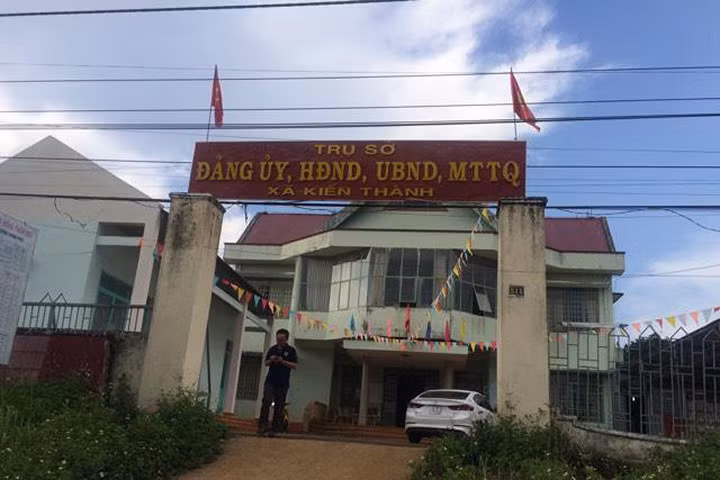 TRỤ SỞ
ĐẢNG ỦY, HĐND, UBND, MTTQ
XÃ KIẾN THÀNH